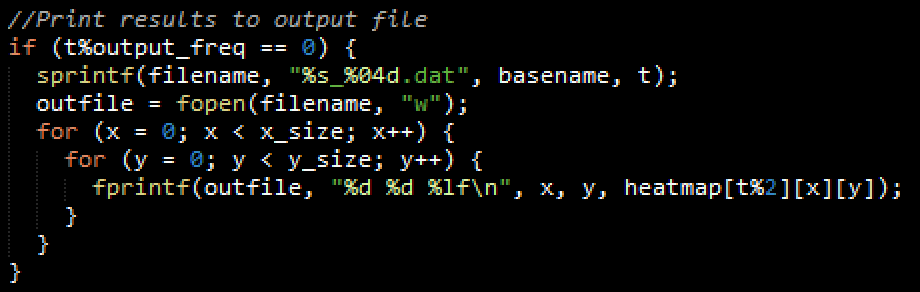 //Print results to output file
if (t%output_freq == 0) {
  sprintf(filename, "%s_%04d.dat", basename, t);
  outfile = fopen(filename, "w");
  for (x = 0; x < x_size; x++) {
    for (y = 0; y < y_size; y++) {
      fprintf(outfile, "%d %d %lf\n", x, y, heatmap[t%2][x][y]);
    }
  }
}